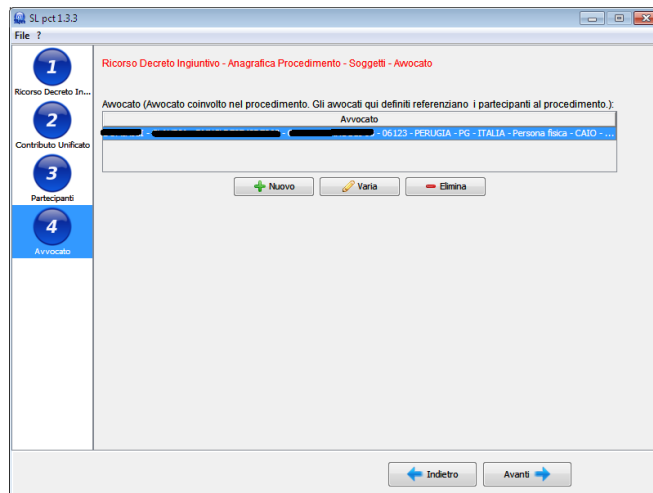 SL pct 1.3.3
File ?
1
Ricorso Decreto In...
2
Contributo Unificato
3
Partecipanti
4
Avvocato
Ricorso Decreto Ingiuntivo - Anagrafica Procedimento - Soggetti - Avvocato
Avvocato (Avvocato coinvolto nel procedimento. Gli avvocati qui definiti referenziano i partecipanti al procedimento.):
Avvocato
- 06123 - PERUGIA - PG - ITALIA - Persona fisica - CAIO - ...
Nuovo
Varia
Elimina
Indietro
Avanti